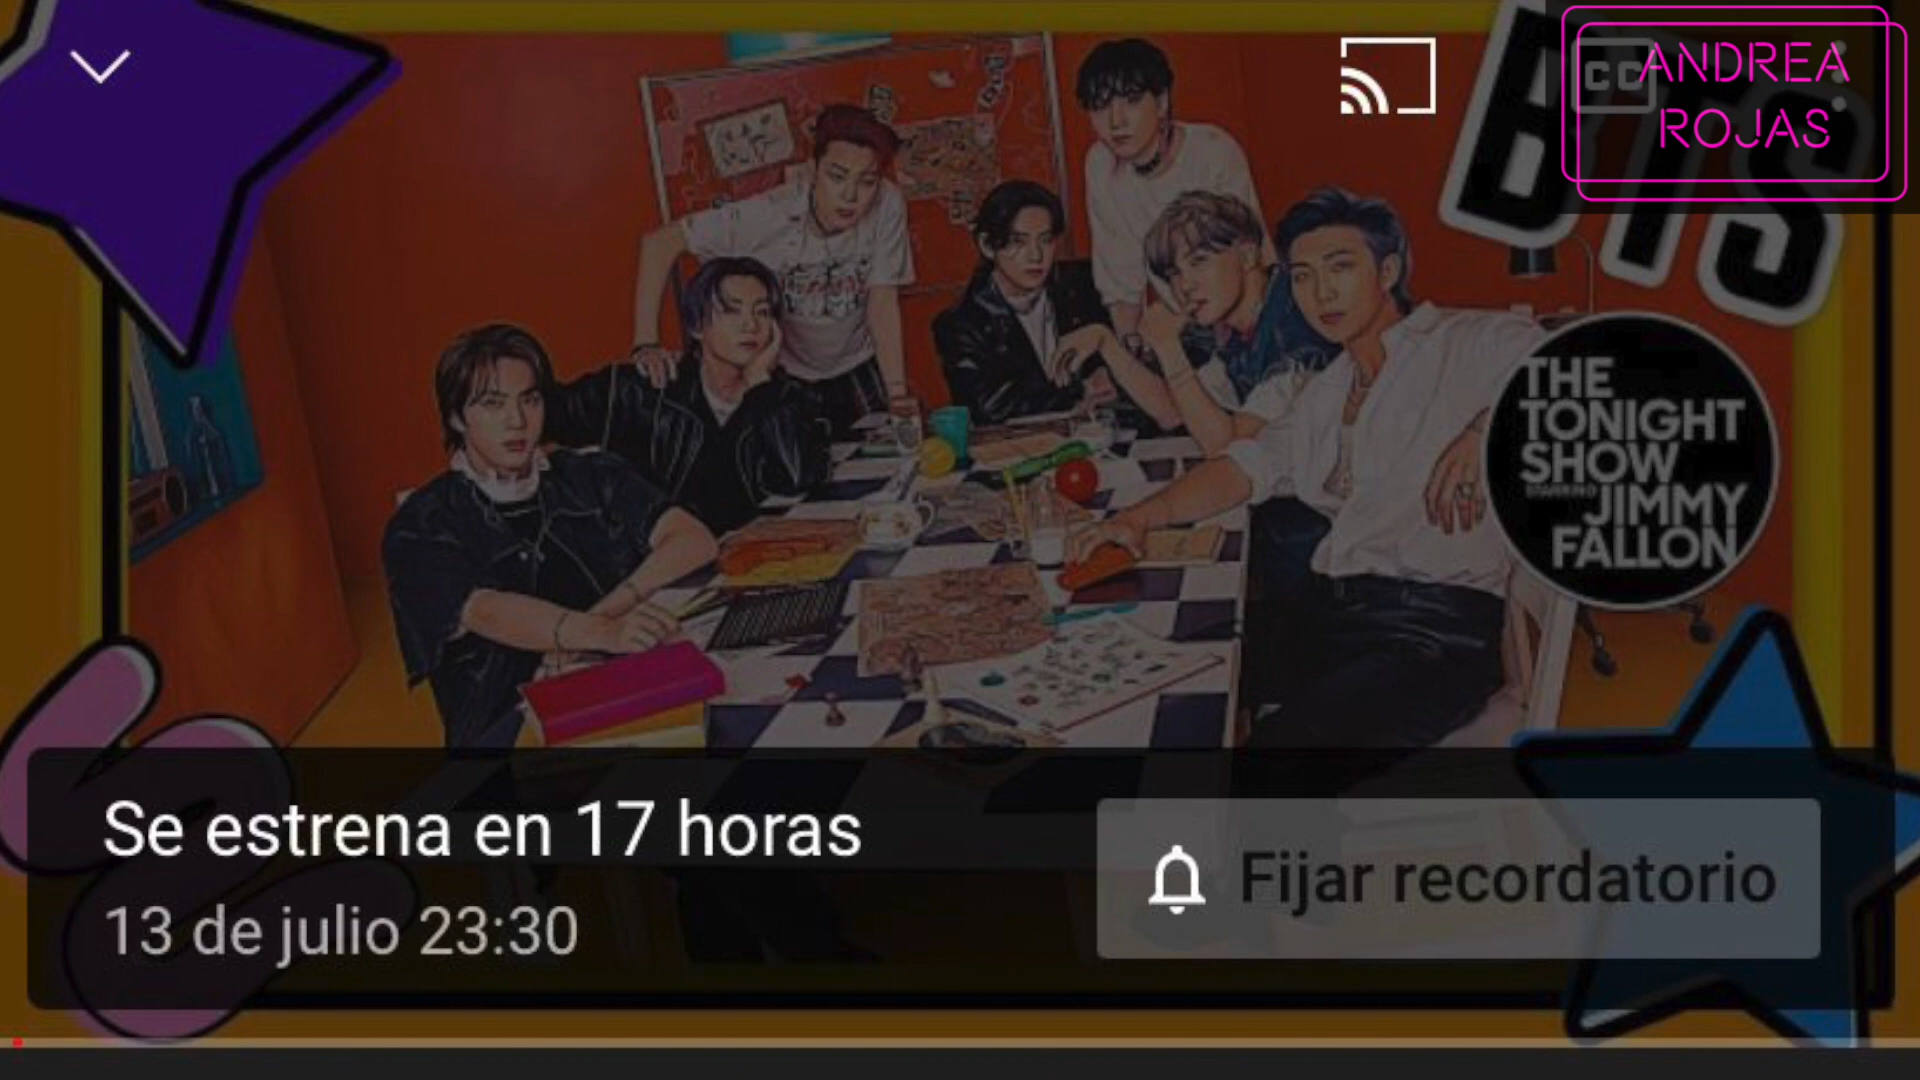 CC
ANDREA
ROJAS
BTS
THE
TONIGHT
SHOW
STARRING
JIMMY
FALLON
Se estrena en 17 horas
13 de julio 23:30
Fijar recordatorio